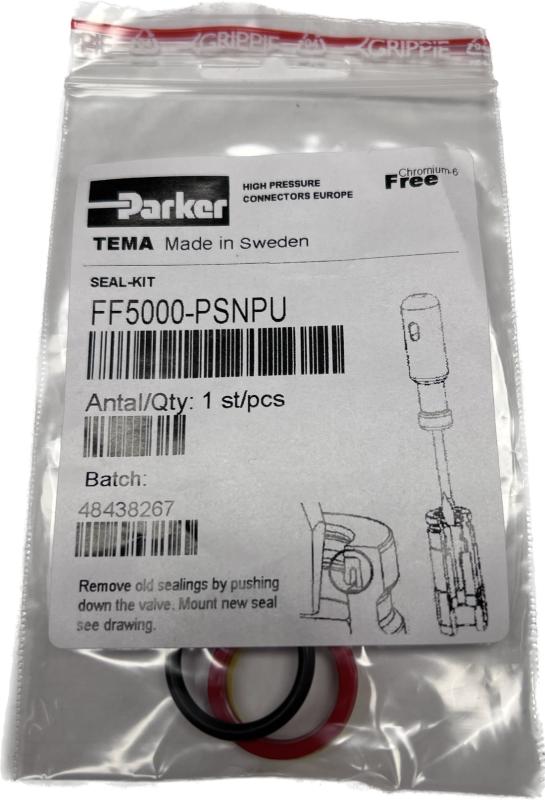 GRIPPIE
GRIPPIE
Parker
HIGH PRESSURE
CONNECTORS EUROPE
Chromium-6
Free
TEMA Made in Sweden
SEAL-KIT
FF5000-PSNPU
Antal/Qty: 1 st/pcs
Batch:
48438267
Remove old sealings by pushing
down the valve. Mount new seal
see drawing.